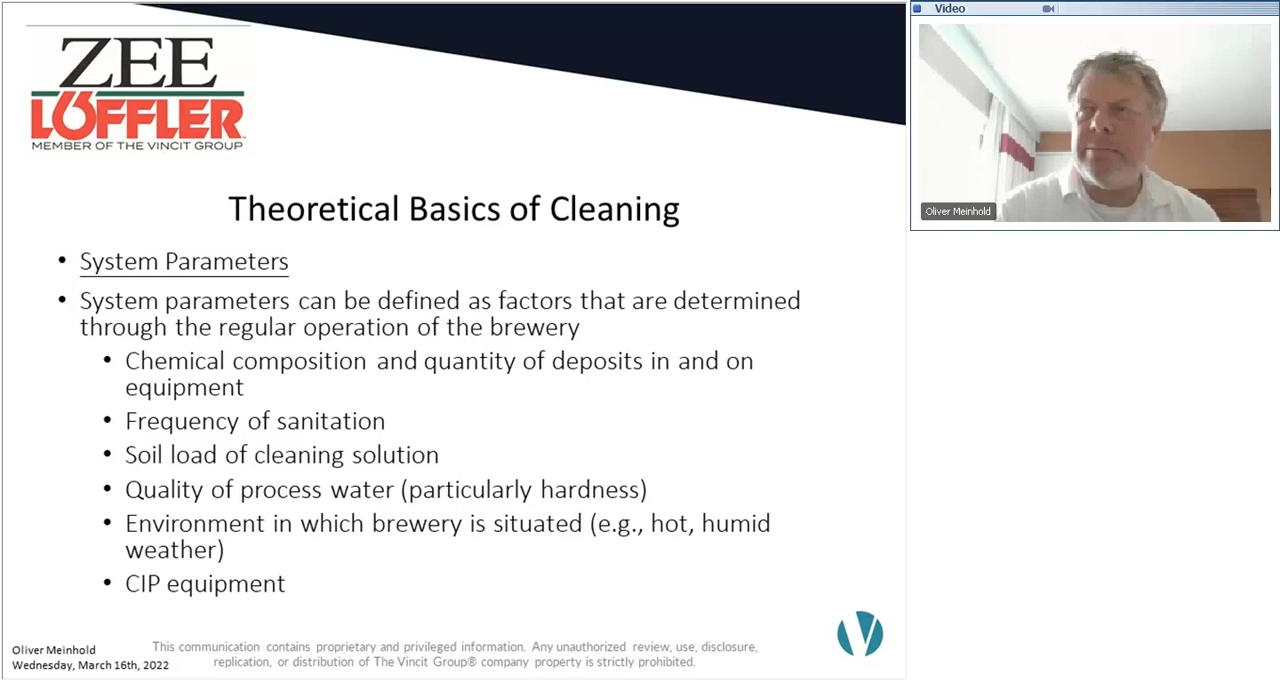 ZEE
LÖFFLER
MEMBER OF THE VINCIT GROUP
Theoretical Basics of Cleaning
• System Parameters
• System parameters can be defined as factors that are determined
through the regular operation of the brewery
• Chemical composition and quantity of deposits in and on
equipment
• Frequency of sanitation
• Soil load of cleaning solution
• Quality of process water (particularly hardness)
• Environment in which brewery is situated (e.g., hot, humid
weather)
• CIP equipment
Oliver Meinhold
Wednesday, March 16th, 2022
This communication contains proprietary and privileged information. Any unauthorized review, use, disclosure,
replication, or distribution of The Vincit Group® company property is strictly prohibited.
Video
Oliver Meinhold